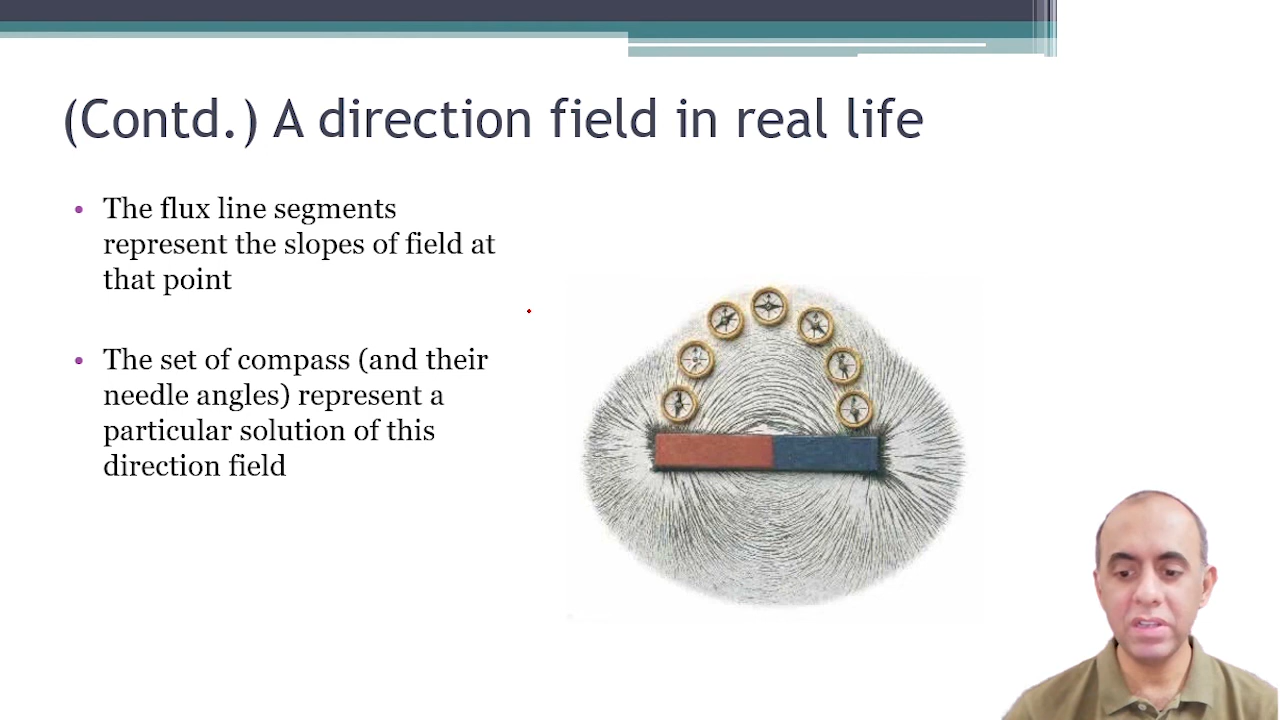 (Contd.) A direction field in real life
• The flux line segments
represent the slopes of field at
that point
• The set of compass (and their
needle angles) represent a
particular solution of this
direction field